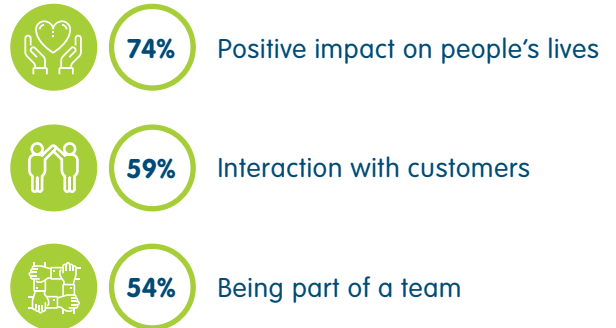 74% Positive impact on people's lives
59% Interaction with customers
54% Being part of a team